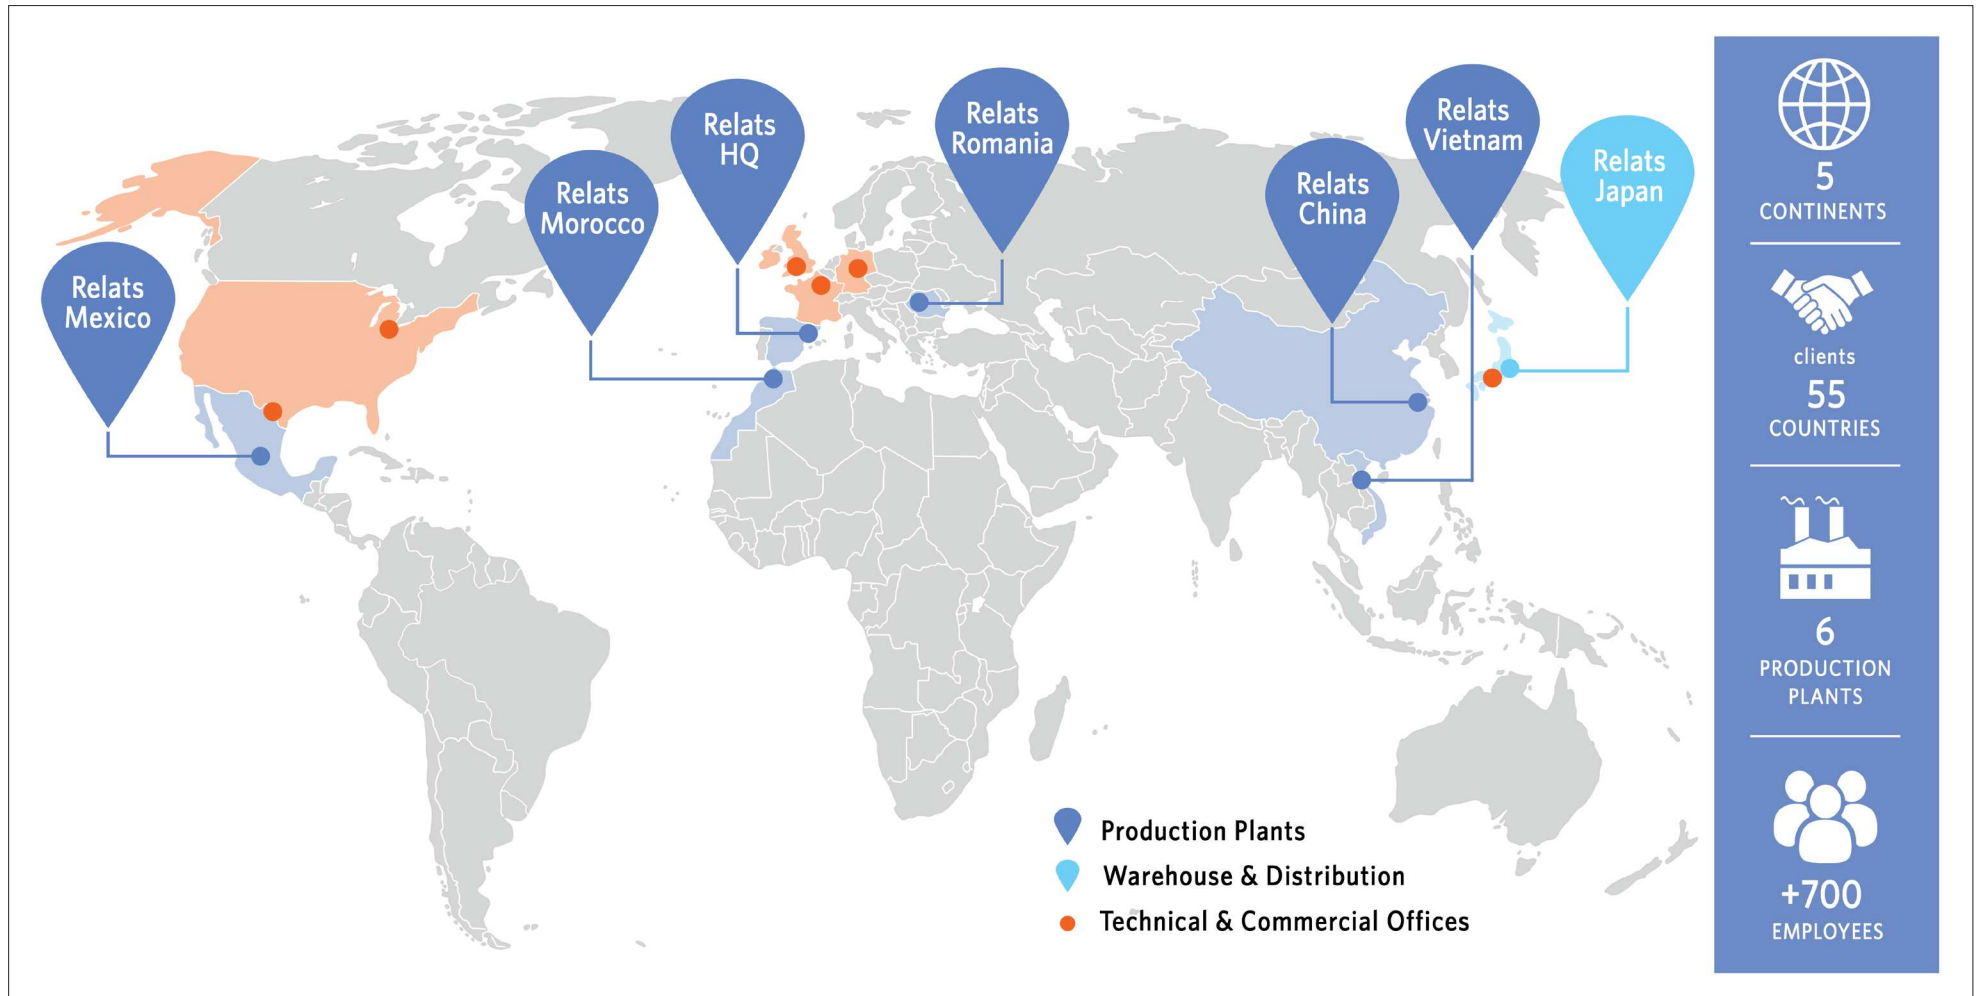 Relats
Mexico
Relats
Morocco
Relats
HQ
Relats
Romania
Relats
China
Relats
Vietnam
Relats
Japan
Production Plants
Warehouse & Distribution
Technical & Commercial Offices
5
CONTINENTS
clients
55
COUNTRIES
6
PRODUCTION
PLANTS
+700
EMPLOYEES